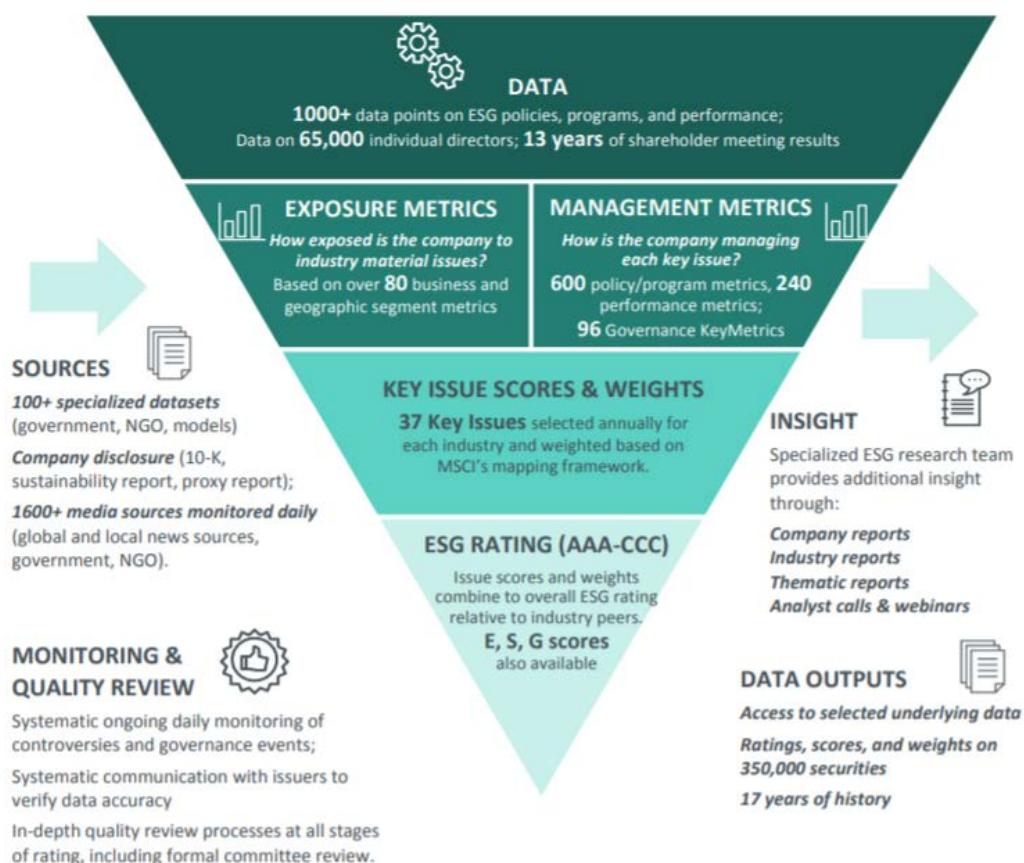 DATA
1000+ data points on ESG policies, programs, and performance;
Data on 65,000 individual directors; 13 years of shareholder meeting results
EXPOSURE METRICS
How exposed is the company to
industry material issues?
Based on over 80 business and
geographic segment metrics
MANAGEMENT METRICS
How is the company managing
each key issue?
600 policy/program metrics, 240
performance metrics;
96 Governance KeyMetrics
KEY ISSUE SCORES & WEIGHTS
37 Key Issues selected annually for
each industry and weighted based on
MSCI's mapping framework.
ESG RATING (AAA-CCC)
Issue scores and weights
combine to overall ESG rating
relative to industry peers.
E, S, G scores
also available
SOURCES
100+ specialized datasets
(government, NGO, models)
Company disclosure (10-K,
sustainability report, proxy report);
1600+ media sources monitored daily
(global and local news sources,
government, NGO).
MONITORING &
QUALITY REVIEW
Systematic ongoing daily monitoring of
controversies and governance events;
Systematic communication with issuers to
verify data accuracy
In-depth quality review processes at all stages
of rating, including formal committee review.
INSIGHT
Specialized ESG research team
provides additional insight
through:
Company reports
Industry reports
Thematic reports
Analyst calls & webinars
DATA OUTPUTS
Access to selected underlying data
Ratings, scores, and weights on
350,000 securities
17 years of history